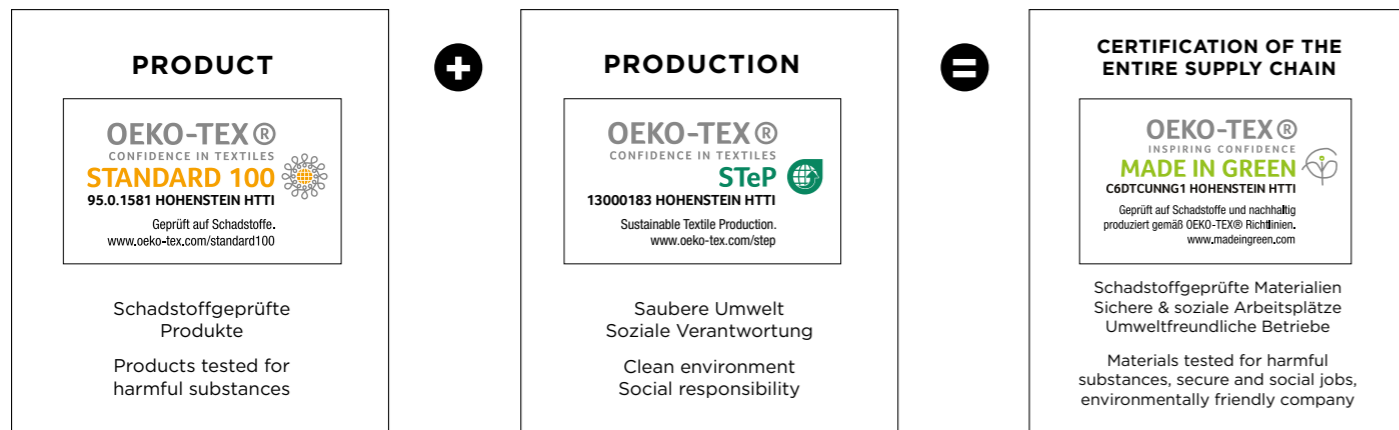 PRODUCT
OEKO-TEX®
CONFIDENCE IN TEXTILES
STANDARD 100
95.0.1581 HOHENSTEIN HTTI
Geprüft auf Schadstoffe.
www.oeko-tex.com/standard100
Schadstoffgeprüfte
Produkte
Products tested for
harmful substances
+
PRODUCTION
OEKO-TEX®
CONFIDENCE IN TEXTILES
STeP
13000183 HOHENSTEIN HTTI
Sustainable Textile Production.
www.oeko-tex.com/step
Saubere Umwelt
Soziale Verantwortung
Clean environment
Social responsibility
=
CERTIFICATION OF THE
ENTIRE SUPPLY CHAIN
OEKO-TEX®
INSPIRING CONFIDENCE
MADE IN GREEN
C6DTCUNNG1 HOHENSTEIN HTTI
Geprüft auf Schadstoffe und nachhaltig
produziert gemäß OEKO-TEX® Richtlinien.
www.madeingreen.com
Schadstoffgeprüfte Materialien
Sichere & soziale Arbeitsplätze
Umweltfreundliche Betriebe
Materials tested for harmful
substances, secure and social jobs,
environmentally friendly company